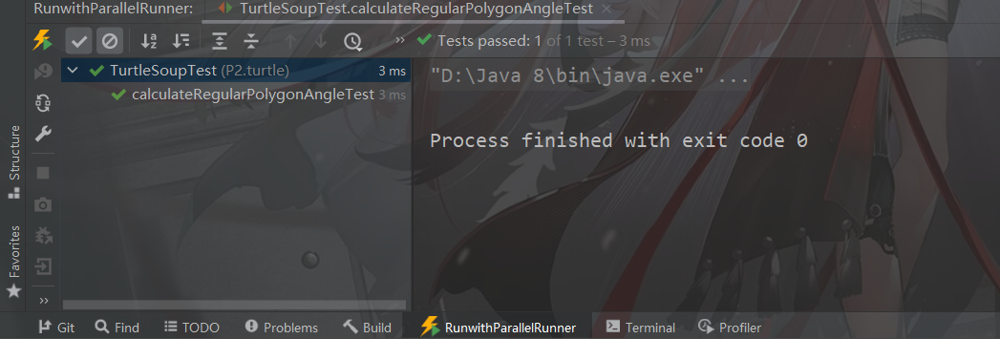 RunwithParallelRunner: TurtleSoupTest.calculateRegularPolygonAngleTest ×
» Tests passed: 1 of 1 test – 3 ms
TurtleSoupTest (P2.turtle) 3 ms
calculateRegularPolygonAngleTest 3 ms
"D:\Java 8\bin\java.exe" ...
Process finished with exit code 0
Structure
Favorites
»
Git Find TODO Problems Build RunwithParallelRunner Terminal Profiler